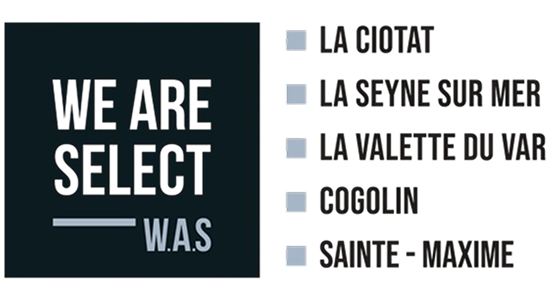 WE ARE
SELECT
W.A.S
LA CIOTAT
LA SEYNE SUR MER
LA VALETTE DU VAR
COGOLIN
SAINTE - MAXIME